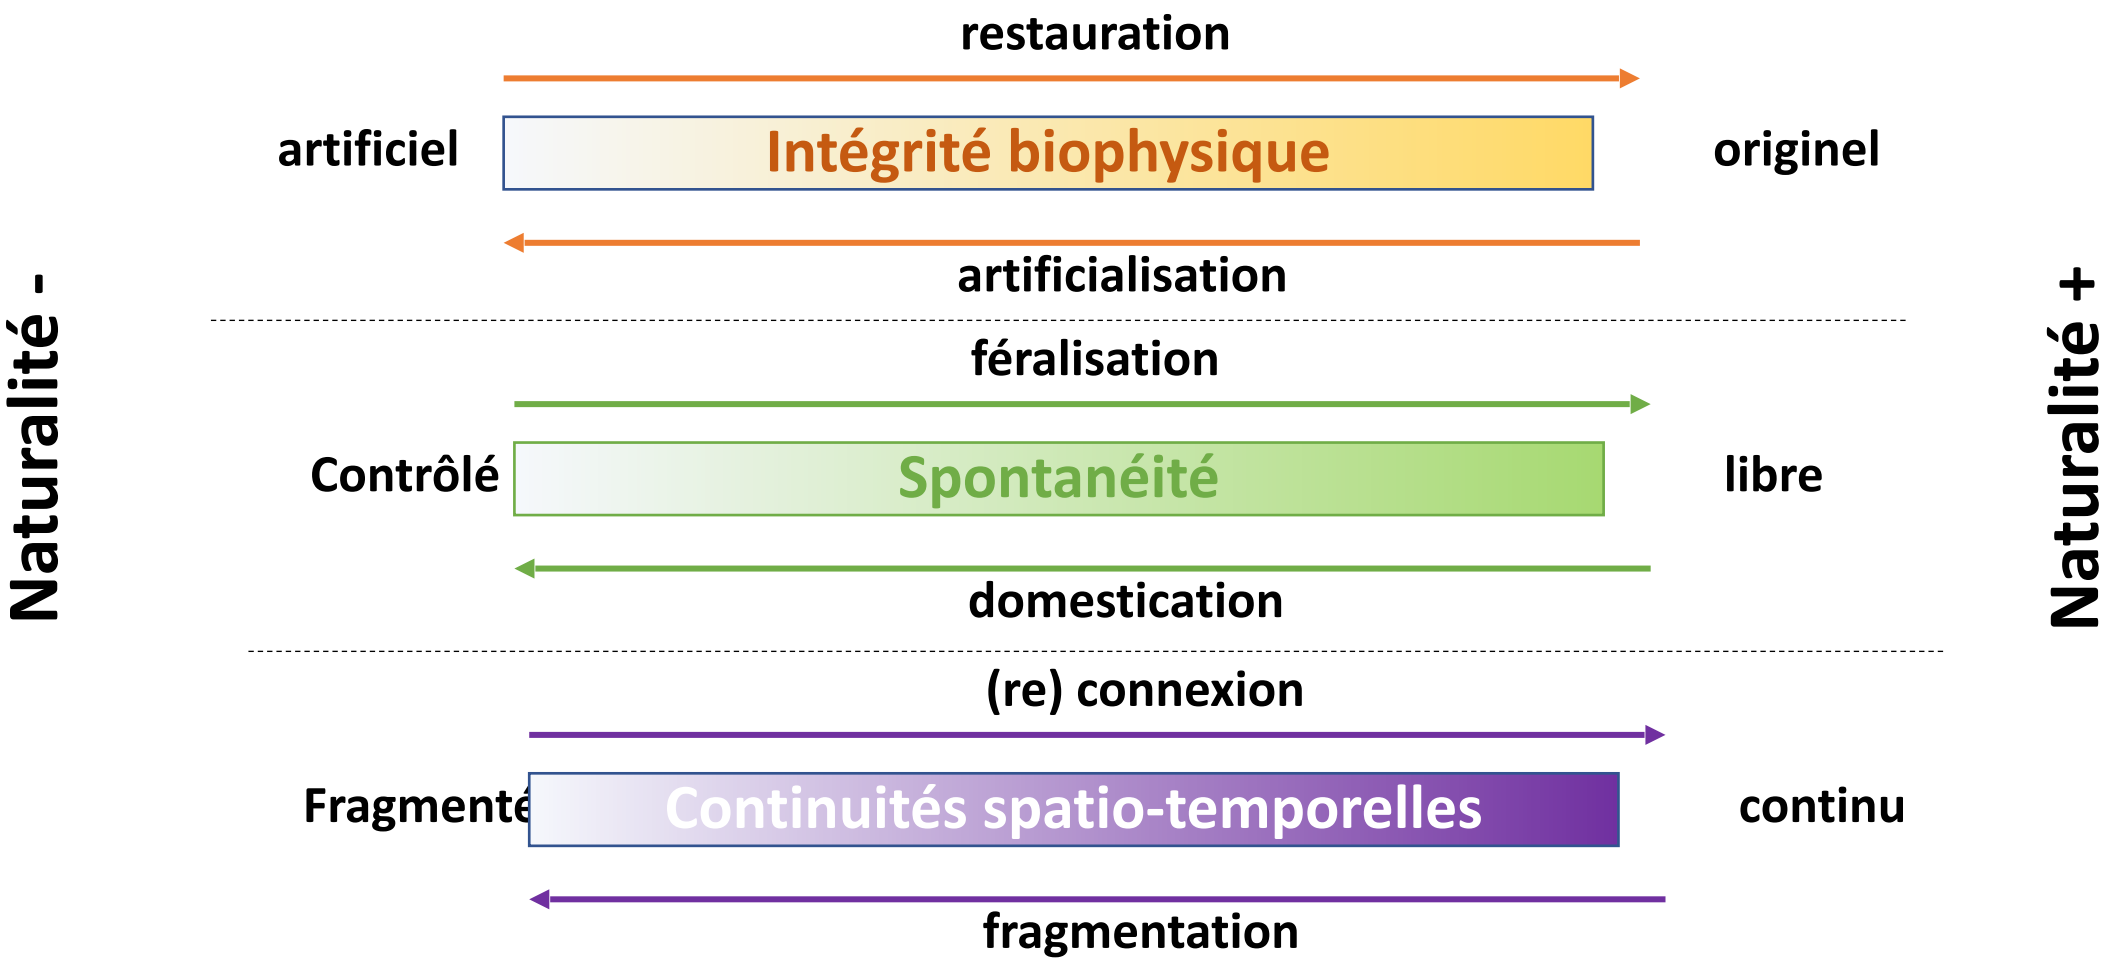 restauration
artificiel
Intégrité biophysique
originel
artificialisation
Naturalité -
Naturalité +
féralisation
Contrôlé
Spontanéité
libre
domestication
(re) connexion
Fragmenté
Continuités spatio-temporelles
continu
fragmentation